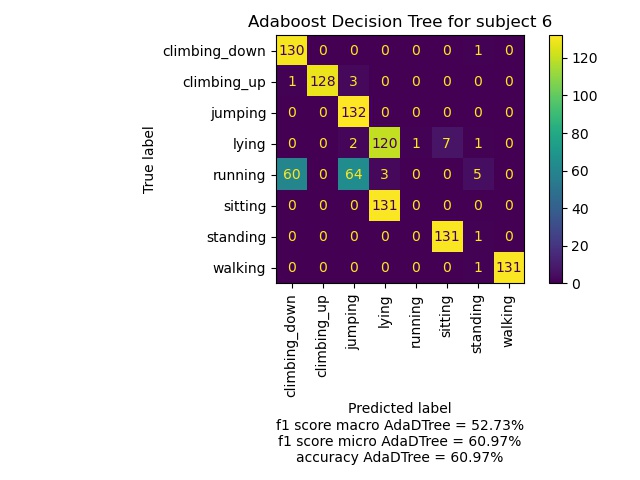 Adaboost Decision Tree for subject 6
True label
climbing_down 130 0 0 0 0 0 1 0
climbing_up 1 128 3 0 0 0 0 0
jumping 0 0 132 0 0 0 0 0
lying 0 0 2 120 1 7 1 0
running 60 0 64 3 0 0 5 0
sitting 0 0 0 131 0 0 0 0
standing 0 0 0 0 0 131 1 0
walking 0 0 0 0 0 0 1 131
120
100
80
60
40
20
0
climbing_down
climbing_up
jumping
lying
running
sitting
standing
walking
Predicted label
f1 score macro AdaDTree = 52.73%
f1 score micro AdaDTree = 60.97%
accuracy AdaDTree = 60.97%